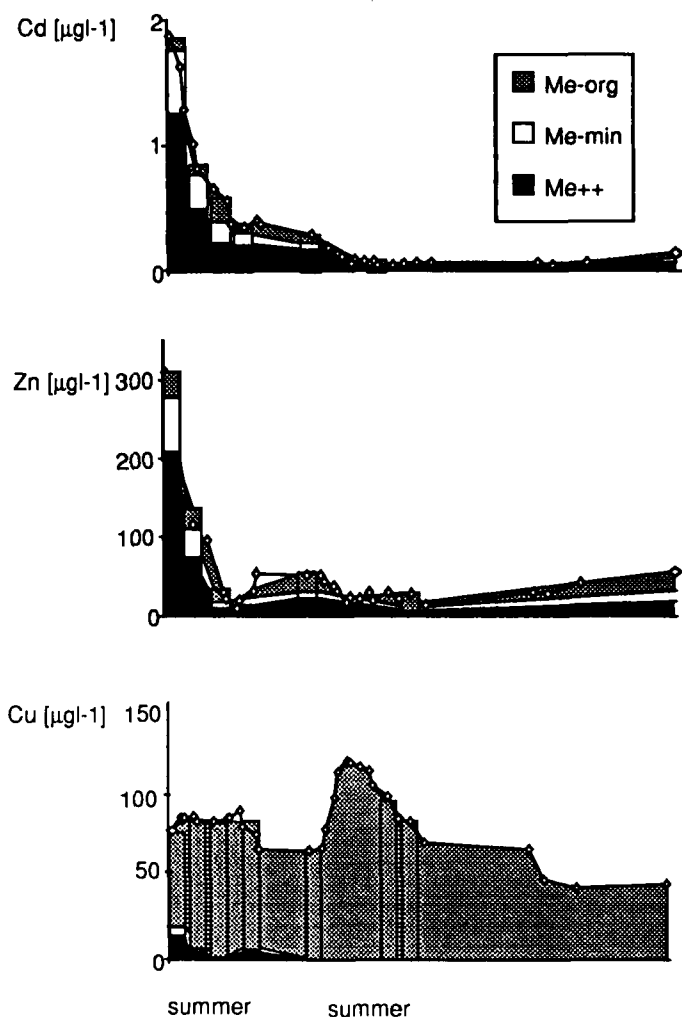 Cd [µgl-1]
2
1
0
Me-org
Me-min
Me++
Zn [µgl-1] 300
200
100
0
Cu [µgl-1] 150
100
50
0
summer summer